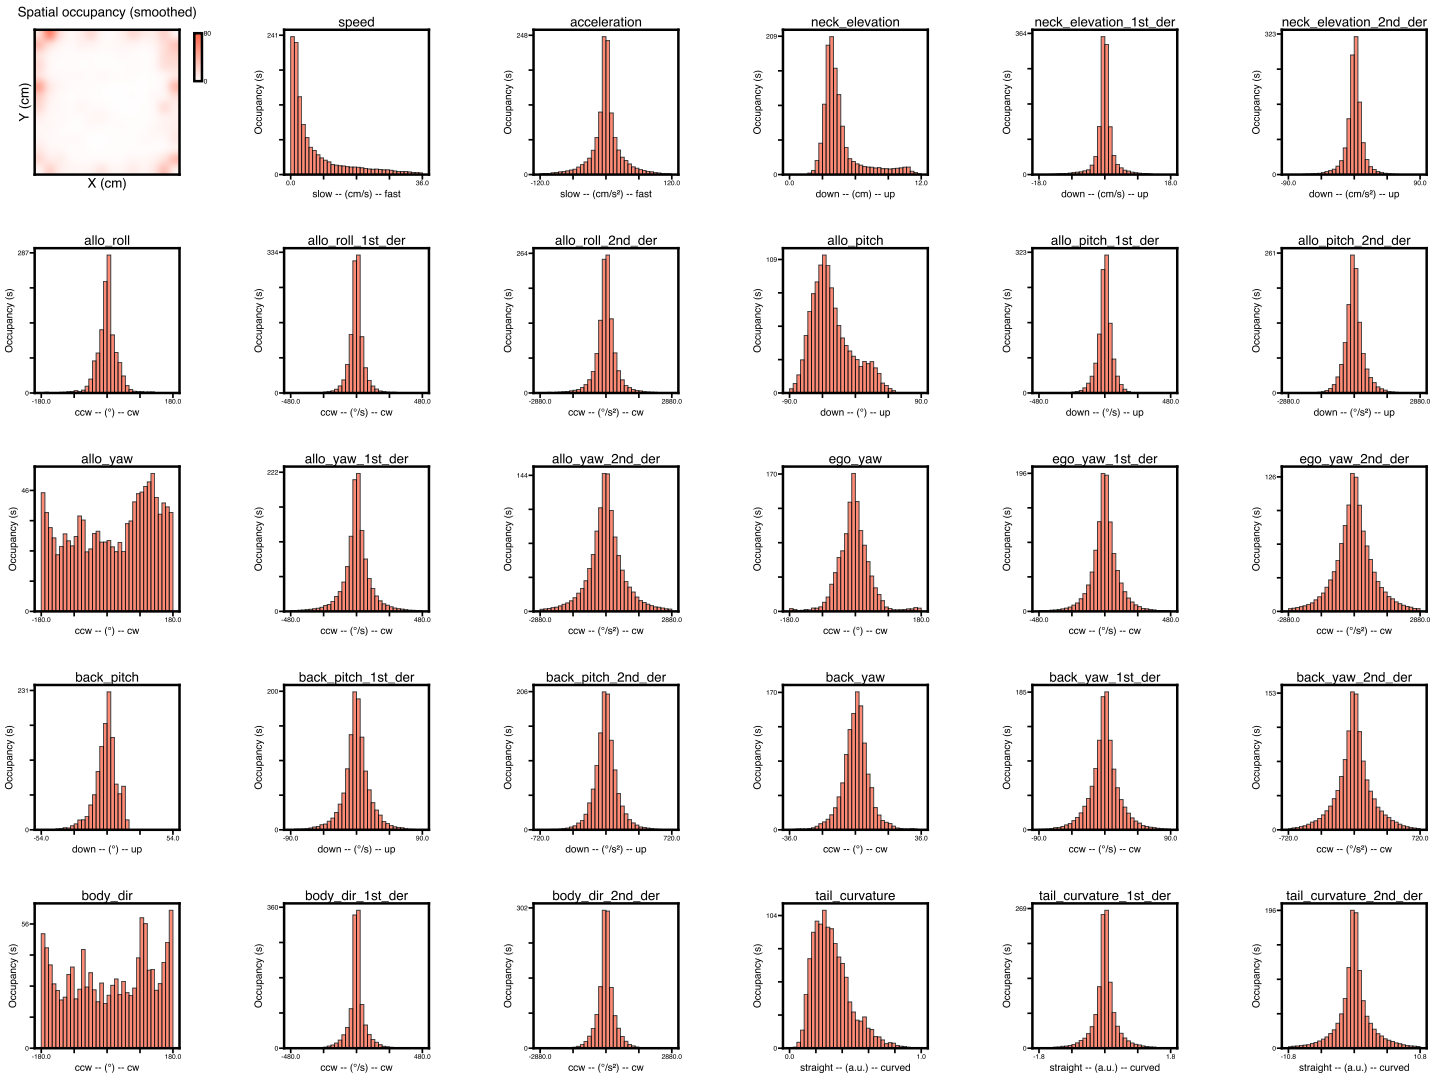 Spatial occupancy (smoothed)
80
0
Y (cm)
X (cm)
speed
241
0
Occupancy (s)
0.0
36.0
slow -- (cm/s) -- fast
acceleration
248
0
Occupancy (s)
-120.0
120.0
slow -- (cm/s²) -- fast
neck_elevation
209
0
Occupancy (s)
0.0
12.0
down -- (cm) -- up
neck_elevation_1st_der
364
0
Occupancy (s)
-18.0
18.0
down -- (cm/s) -- up
neck_elevation_2nd_der
323
0
Occupancy (s)
-90.0
90.0
down -- (cm/s²) -- up
allo_roll
287
0
Occupancy (s)
-180.0
180.0
ccw -- (°) -- cw
allo_roll_1st_der
334
0
Occupancy (s)
-480.0
480.0
ccw -- (°/s) -- cw
allo_roll_2nd_der
264
0
Occupancy (s)
-2880.0
2880.0
ccw -- (°/s²) -- cw
allo_pitch
109
0
Occupancy (s)
-90.0
90.0
down -- (°) -- up
allo_pitch_1st_der
323
0
Occupancy (s)
-480.0
480.0
down -- (°/s) -- up
allo_pitch_2nd_der
261
0
Occupancy (s)
-2880.0
2880.0
down -- (°/s²) -- up
allo_yaw
46
0
Occupancy (s)
-180.0
180.0
ccw -- (°) -- cw
allo_yaw_1st_der
222
0
Occupancy (s)
-480.0
480.0
ccw -- (°/s) -- cw
allo_yaw_2nd_der
144
0
Occupancy (s)
-2880.0
2880.0
ccw -- (°/s²) -- cw
ego_yaw
170
0
Occupancy (s)
-180.0
180.0
ccw -- (°) -- cw
ego_yaw_1st_der
196
0
Occupancy (s)
-480.0
480.0
ccw -- (°/s) -- cw
ego_yaw_2nd_der
126
0
Occupancy (s)
-2880.0
2880.0
ccw -- (°/s²) -- cw
back_pitch
231
0
Occupancy (s)
-54.0
54.0
down -- (°) -- up
back_pitch_1st_der
200
0
Occupancy (s)
-90.0
90.0
down -- (°/s) -- up
back_pitch_2nd_der
206
0
Occupancy (s)
-720.0
720.0
down -- (°/s²) -- up
back_yaw
170
0
Occupancy (s)
-36.0
36.0
ccw -- (°) -- cw
back_yaw_1st_der
185
0
Occupancy (s)
-90.0
90.0
ccw -- (°/s) -- cw
back_yaw_2nd_der
153
0
Occupancy (s)
-720.0
720.0
ccw -- (°/s²) -- cw
body_dir
56
0
Occupancy (s)
-180.0
180.0
ccw -- (°) -- cw
body_dir_1st_der
360
0
Occupancy (s)
-480.0
480.0
ccw -- (°/s) -- cw
body_dir_2nd_der
302
0
Occupancy (s)
-2880.0
2880.0
ccw -- (°/s²) -- cw
tail_curvature
104
0
Occupancy (s)
0.0
1.0
straight -- (a.u.) -- curved
tail_curvature_1st_der
269
0
Occupancy (s)
-1.8
1.8
straight -- (a.u.) -- curved
tail_curvature_2nd_der
196
0
Occupancy (s)
-10.8
10.8
straight -- (a.u.) -- curved